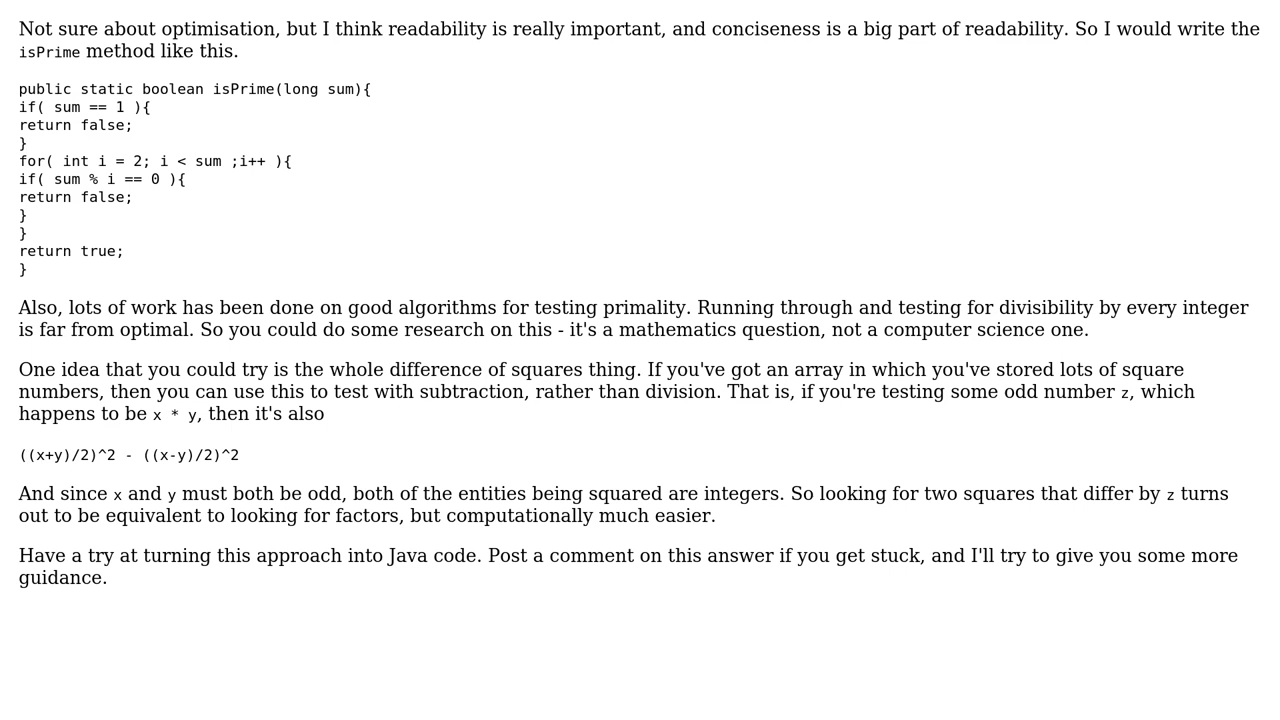 Not sure about optimisation, but I think readability is really important, and conciseness is a big part of readability. So I would write the
isPrime method like this.
public static boolean isPrime(long sum){
if( sum == 1 ){
return false;
}
for( int i = 2; i < sum ;i++ ){
if( sum % i == 0 ){
return false;
}
}
return true;
}
Also, lots of work has been done on good algorithms for testing primality. Running through and testing for divisibility by every integer
is far from optimal. So you could do some research on this - it's a mathematics question, not a computer science one.
One idea that you could try is the whole difference of squares thing. If you've got an array in which you've stored lots of square
numbers, then you can use this to test with subtraction, rather than division. That is, if you're testing some odd number z, which
happens to be x * y, then it's also
((x+y)/2)^2 - ((x-y)/2)^2
And since x and y must both be odd, both of the entities being squared are integers. So looking for two squares that differ by z turns
out to be equivalent to looking for factors, but computationally much easier.
Have a try at turning this approach into Java code. Post a comment on this answer if you get stuck, and I'll try to give you some more
guidance.